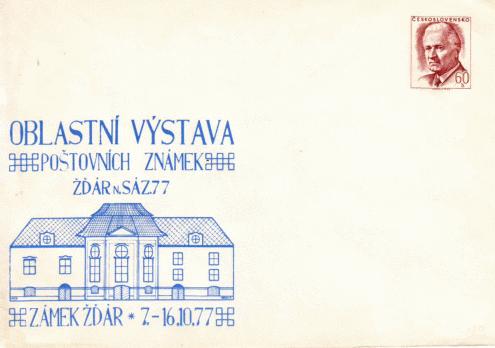 ČESKOSLOVENSKO
60
h
OBLASTNÍ VÝSTAVA
POŠTOVNÍCH ZNÁMEK
ŽĎÁR N. SÁZ. 77
ZÁMEK ŽĎÁR * 7.-16.10.77